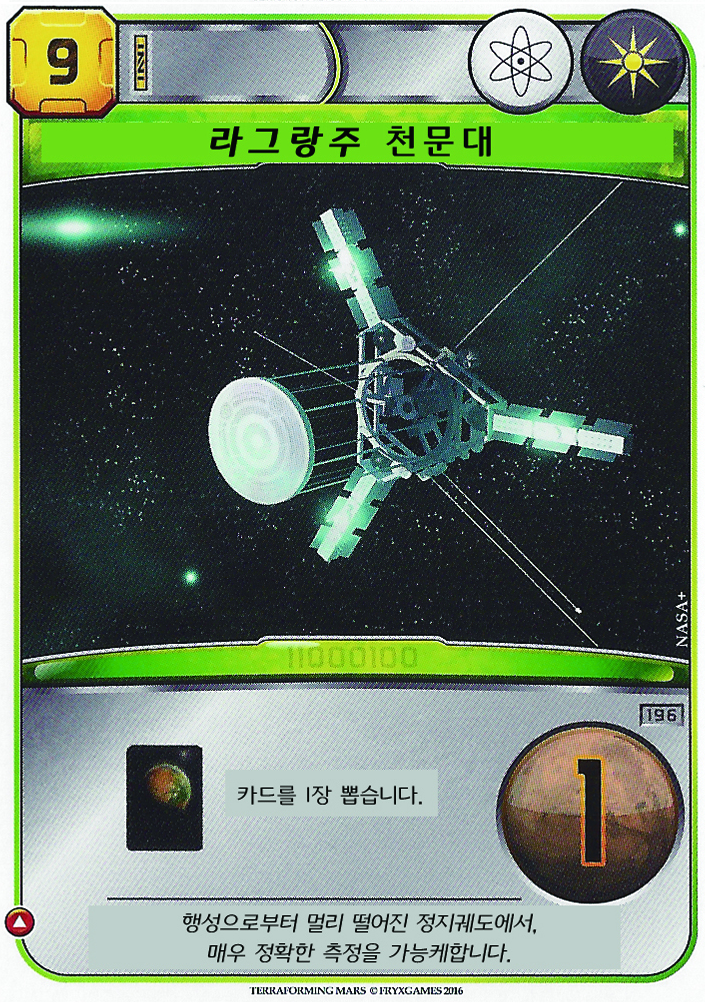 9
INIT
라그랑주 천문대
NASA+
11000100
196
카드를 1장 뽑습니다.
1
행성으로부터 멀리 떨어진 정지궤도에서,
매우 정확한 측정을 가능케합니다.
TERRAFORMING MARS © FRYXGAMES 2016